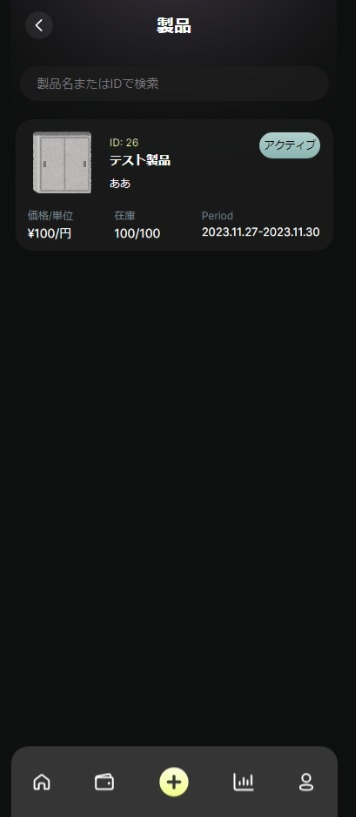 製品
製品名またはIDで検索
ID: 26
アクティブ
テスト製品
ああ
価格/単位
在庫
Period
¥100/円
100/100
2023.11.27-2023.11.30